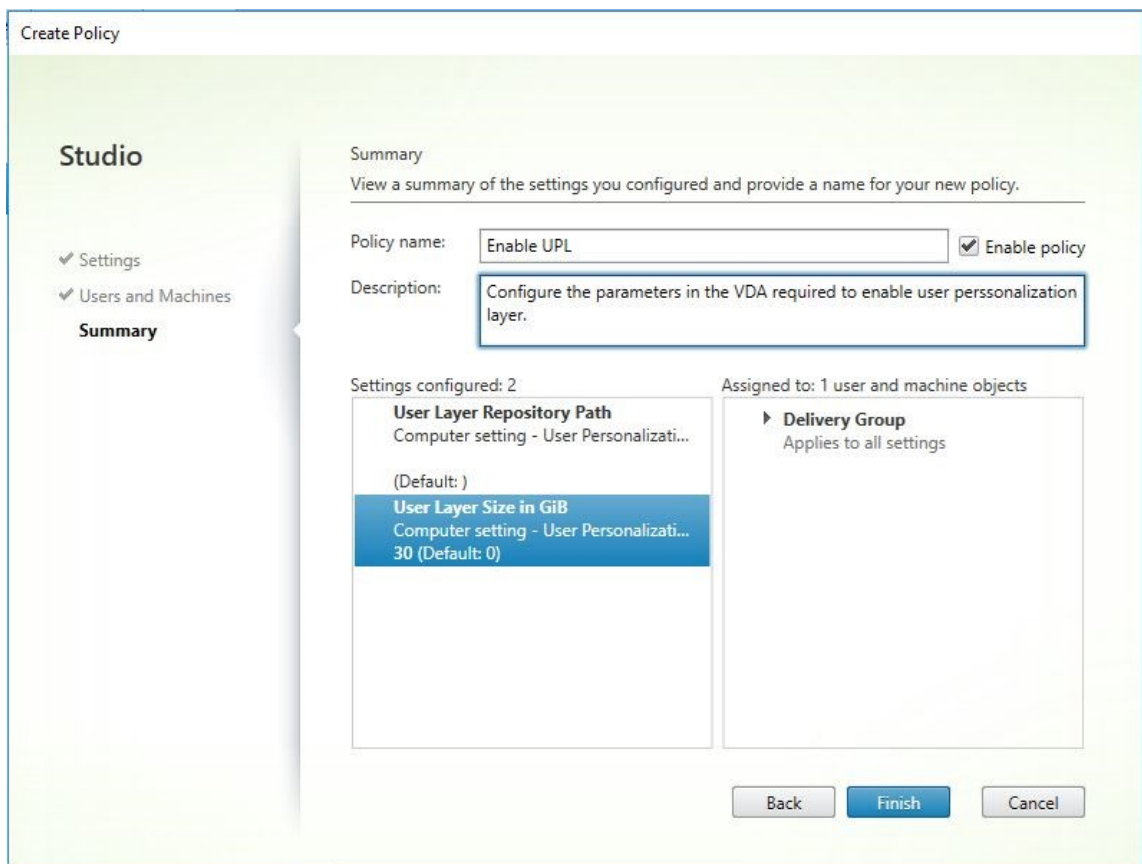 Create Policy
Studio
Settings
Users and Machines
Summary
Summary
View a summary of the settings you configured and provide a name for your new policy.
Policy name:
Enable UPL
Enable policy
Description:
Configure the parameters in the VDA required to enable user perssonalization
layer.
Settings configured: 2
User Layer Repository Path
Computer setting - User Personalizati...
(Default: )
User Layer Size in GiB
Computer setting - User Personalizati...
30 (Default: 0)
Assigned to: 1 user and machine objects
Delivery Group
Applies to all settings
Back
Finish
Cancel